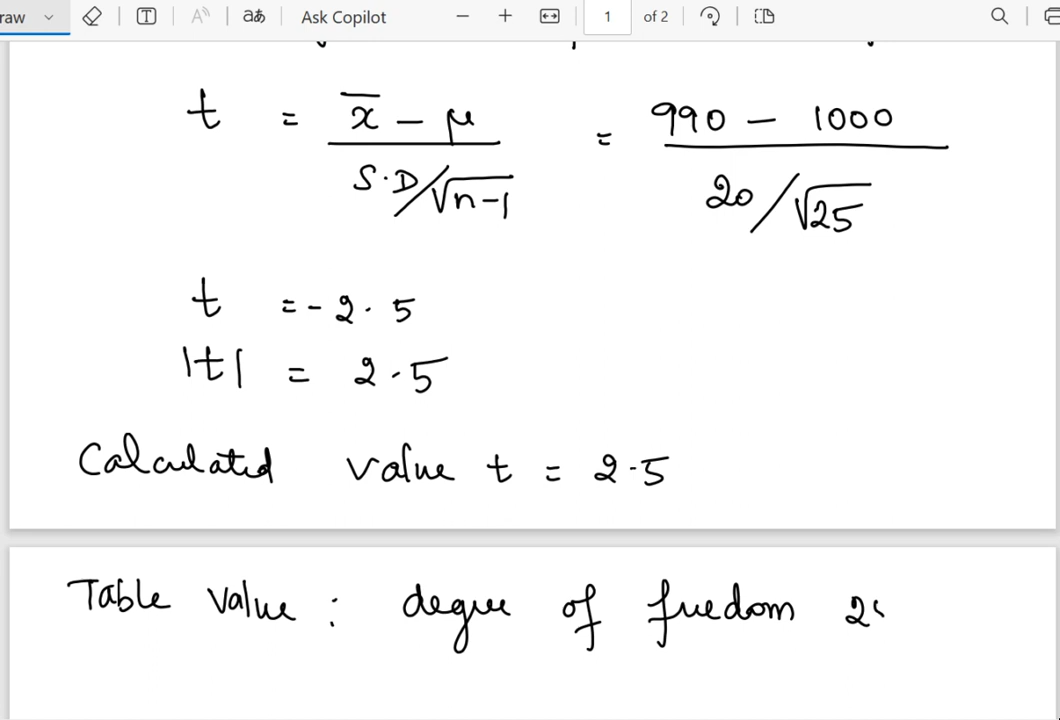 raw Ask Copilot 1 of 2
t = x̄ - μ / S.D/√n-1 = 990 - 1000 / 20/√25
t = - 2.5
|t| = 2.5
Calculated value t = 2.5
Table value : degree of freedom